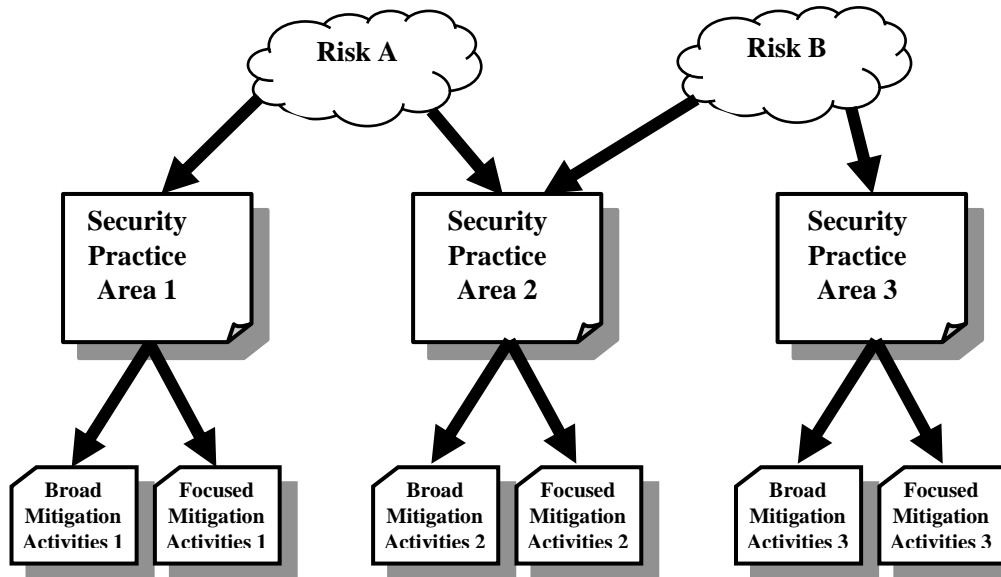 Risk A
Risk B
Security
Practice
Area 1
Security
Practice
Area 2
Security
Practice
Area 3
Broad
Mitigation
Activities 1
Focused
Mitigation
Activities 1
Broad
Mitigation
Activities 2
Focused
Mitigation
Activities 2
Broad
Mitigation
Activities 3
Focused
Mitigation
Activities 3